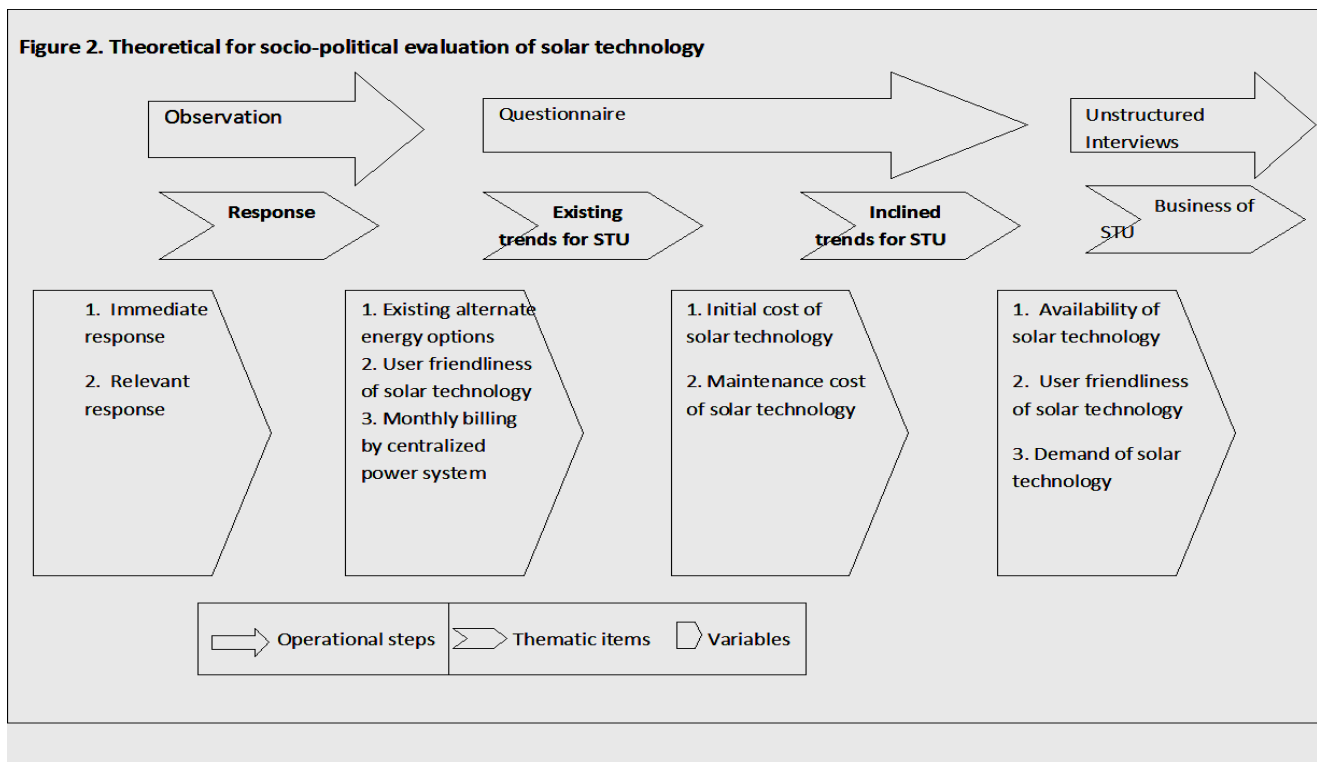 Figure 2. Theoretical for socio-political evaluation of solar technology
Observation
Questionnaire
Unstructured
Interviews
Response
Existing
trends for STU
Inclined
trends for STU
Business of
STU
1. Immediate
response
2. Relevant
response
1. Existing alternate
energy options
2. User friendliness
of solar technology
3. Monthly billing
by centralized
power system
1. Initial cost of
solar technology
2. Maintenance cost
of solar technology
1. Availability of
solar technology
2. User friendliness
of solar technology
3. Demand of solar
technology
Operational steps
Thematic items
Variables